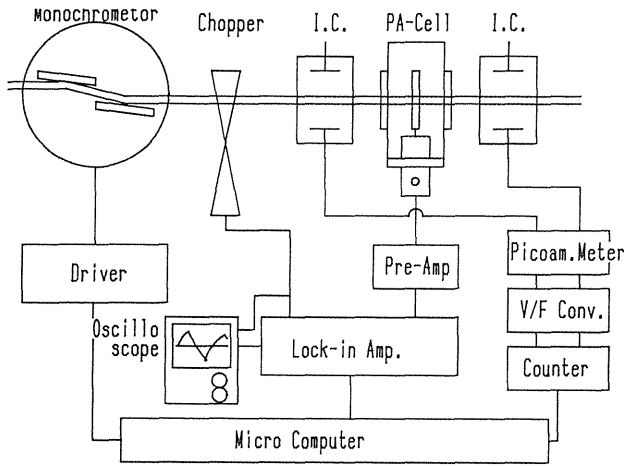 Monochrometor
Chopper
I.C.
PA-Cell
I.C.
Driver
Pre-Amp
Picoam.Meter
V/F Conv.
Counter
Oscillo
scope
Lock-in Amp.
Micro Computer